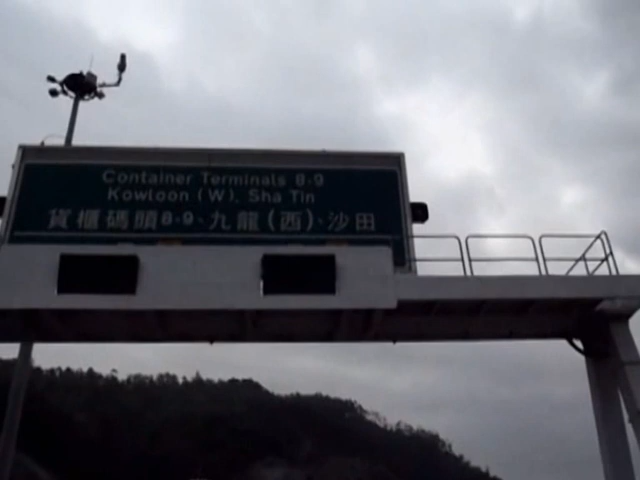 Container Terminals 8-9
Kowloon (W), Sha Tin
貨櫃碼頭8-9、九龍(西)、沙田